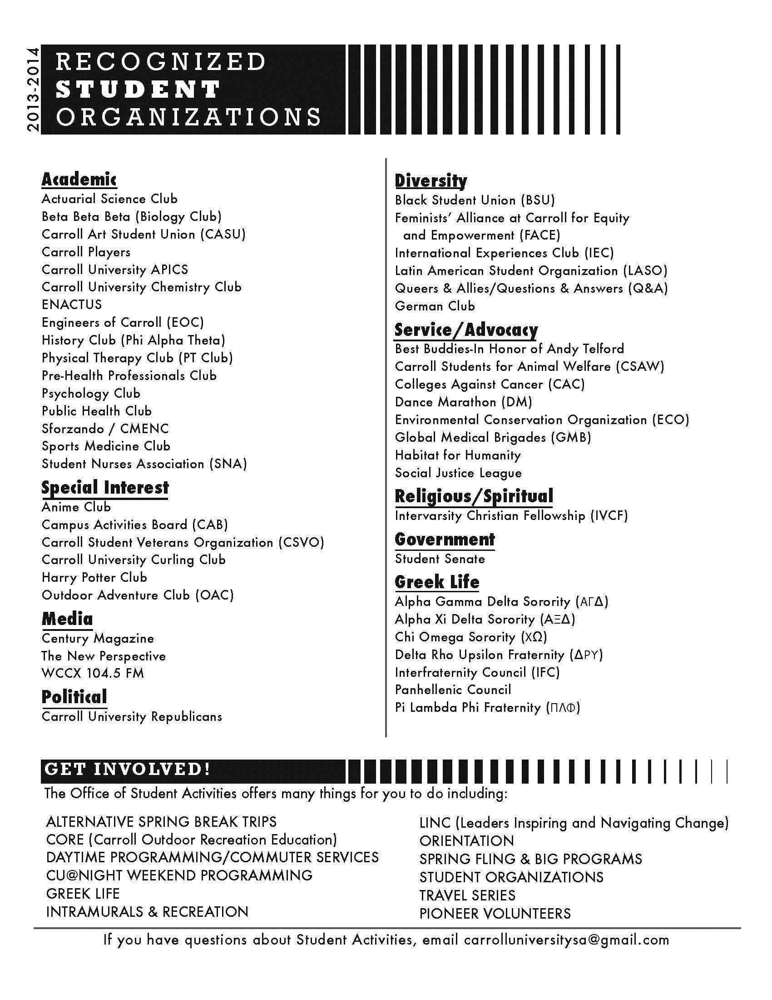 2013-2014
RECOGNIZED
STUDENT
ORGANIZATIONS
Academic
Actuarial Science Club
Beta Beta Beta (Biology Club)
Carroll Art Student Union (CASU)
Carroll Players
Carroll University APICS
Carroll University Chemistry Club
ENACTUS
Engineers of Carroll (EOC)
History Club (Phi Alpha Theta)
Physical Therapy Club (PT Club)
Pre-Health Professionals Club
Psychology Club
Public Health Club
Sforzando / CMENC
Sports Medicine Club
Student Nurses Association (SNA)
Special Interest
Anime Club
Campus Activities Board (CAB)
Carroll Student Veterans Organization (CSVO)
Carroll University Curling Club
Harry Potter Club
Outdoor Adventure Club (OAC)
Media
Century Magazine
The New Perspective
WCCX 104.5 FM
Political
Carroll University Republicans
Diversity
Black Student Union (BSU)
Feminists’ Alliance at Carroll for Equity
and Empowerment (FACE)
International Experiences Club (IEC)
Latin American Student Organization (LASO)
Queers & Allies/Questions & Answers (Q&A)
German Club
Service/Advocacy
Best Buddies-In Honor of Andy Telford
Carroll Students for Animal Welfare (CSAW)
Colleges Against Cancer (CAC)
Dance Marathon (DM)
Environmental Conservation Organization (ECO)
Global Medical Brigades (GMB)
Habitat for Humanity
Social Justice League
Religious/Spiritual
Intervarsity Christian Fellowship (IVCF)
Government
Student Senate
Greek Life
Alpha Gamma Delta Sorority (ΑΓΔ)
Alpha Xi Delta Sorority (ΑΞΔ)
Chi Omega Sorority (ΧΩ)
Delta Rho Upsilon Fraternity (ΔΡΥ)
Interfraternity Council (IFC)
Panhellenic Council
Pi Lambda Phi Fraternity (ΠΛΦ)
GET INVOLVED!
The Office of Student Activities offers many things for you to do including:
ALTERNATIVE SPRING BREAK TRIPS
CORE (Carroll Outdoor Recreation Education)
DAYTIME PROGRAMMING/COMMUTER SERVICES
CU@NIGHT WEEKEND PROGRAMMING
GREEK LIFE
INTRAMURALS & RECREATION
LINC (Leaders Inspiring and Navigating Change)
ORIENTATION
SPRING FLING & BIG PROGRAMS
STUDENT ORGANIZATIONS
TRAVEL SERIES
PIONEER VOLUNTEERS
If you have questions about Student Activities, email carrolluniversitysa@gmail.com